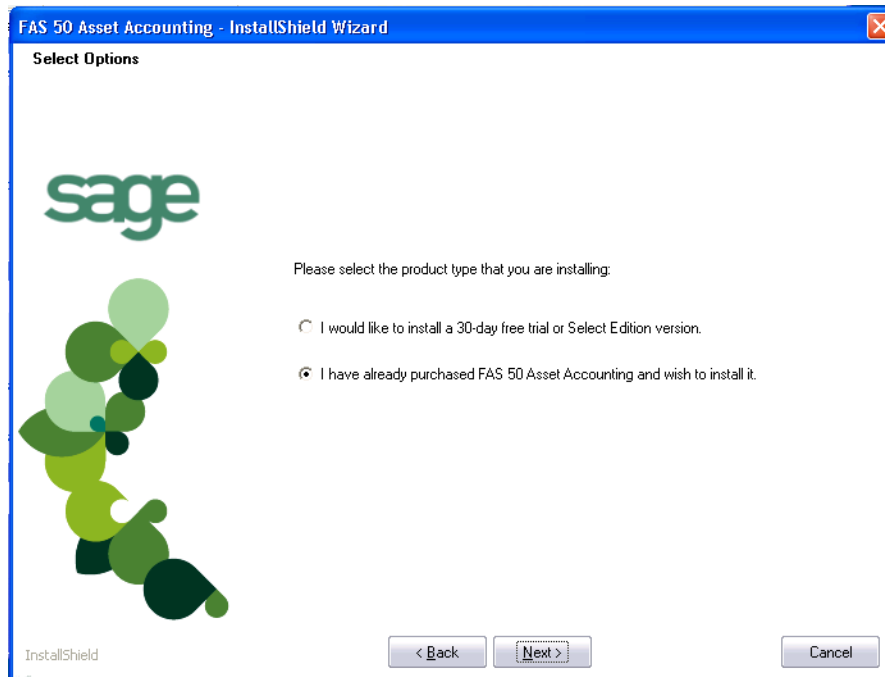 FAS 50 Asset Accounting - InstallShield Wizard
Select Options
sage
Please select the product type that you are installing:
I would like to install a 30-day free trial or Select Edition version.
I have already purchased FAS 50 Asset Accounting and wish to install it.
InstallShield
< Back
Next >
Cancel